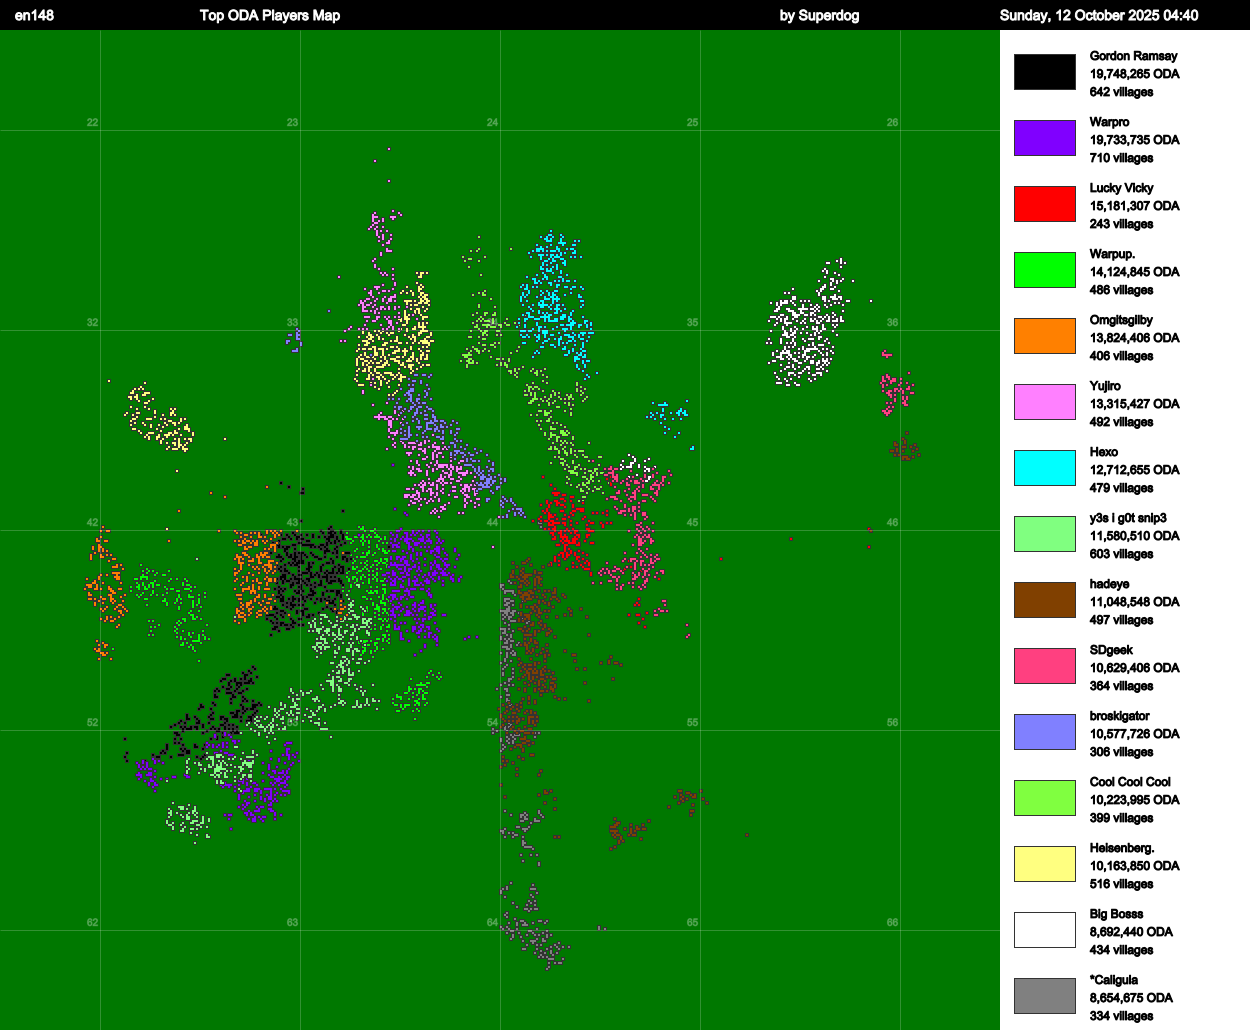 en148 Top ODA Players Map by Superdog Sunday, 12 October 2025 04:40
Gordon Ramsay
19,748,265 ODA
642 villages
Warpro
19,733,735 ODA
710 villages
Lucky Vicky
15,181,307 ODA
243 villages
Warpup.
14,124,845 ODA
486 villages
Omgitsgilby
13,824,406 ODA
406 villages
Yujiro
13,315,427 ODA
492 villages
Hexo
12,712,655 ODA
479 villages
y3s i g0t snip3
11,580,510 ODA
603 villages
hadeye
11,048,548 ODA
497 villages
SDgeek
10,629,406 ODA
364 villages
broskigator
10,577,726 ODA
306 villages
Cool Cool Cool
10,223,995 ODA
399 villages
Heisenberg.
10,163,850 ODA
516 villages
Big Bosss
8,692,440 ODA
434 villages
*Caligula
8,654,675 ODA
334 villages
22 23 24 25 26
32 33 34 35 36
42 43 44 45 46
52 53 54 55 56
62 63 64 65 66